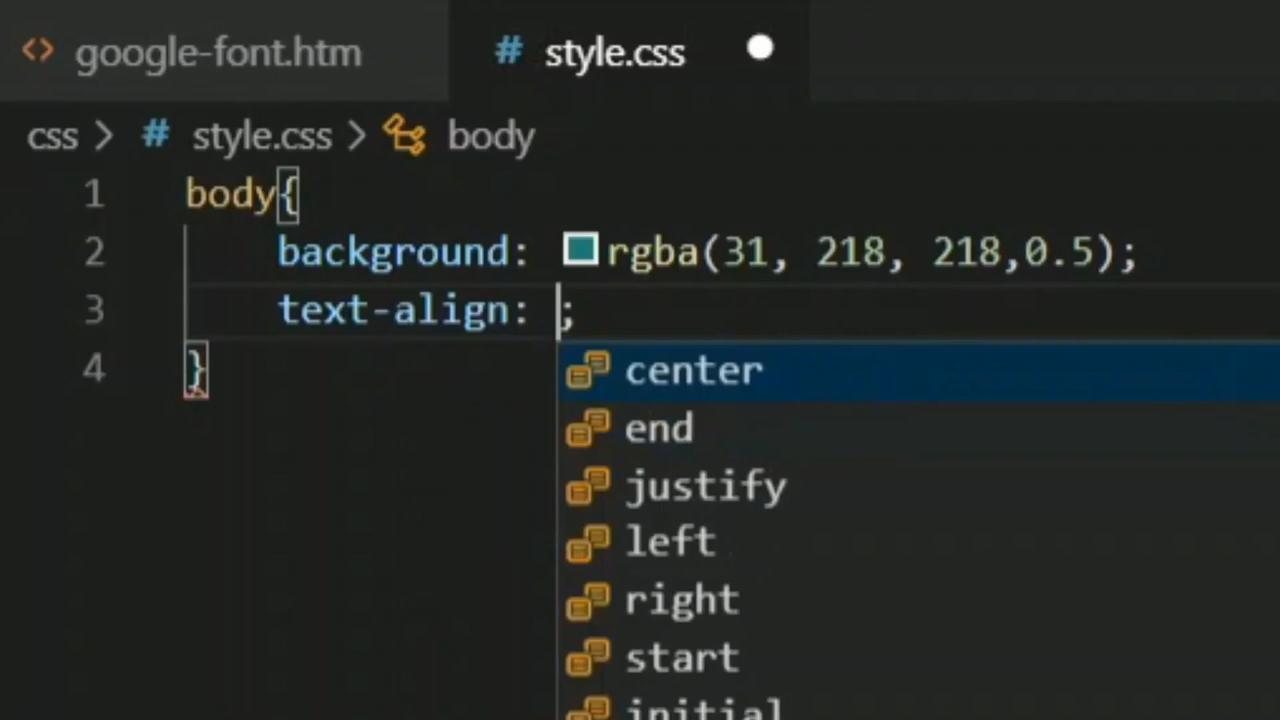 google-font.htm
# style.css
css > # style.css > body
1 body{
2 background: rgba(31, 218, 218,0.5);
3 text-align: ;
4 }
center
end
justify
left
right
start
initial